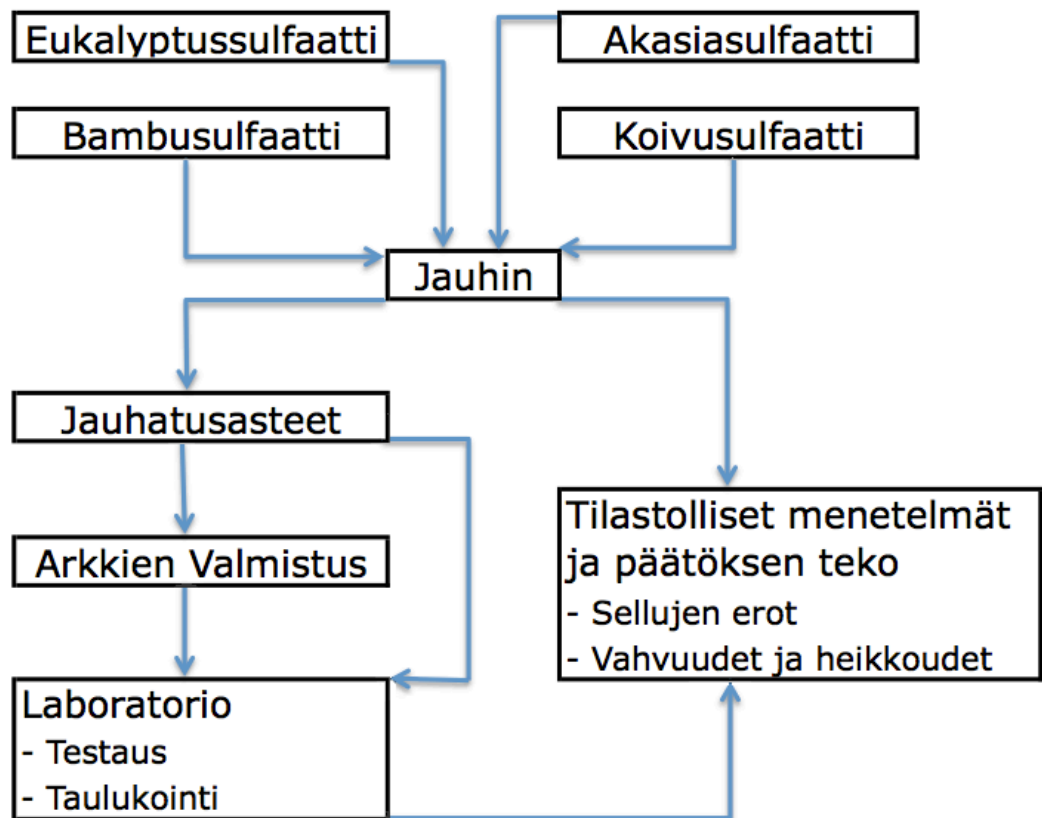 Eukalyptussulfaatti
Akasiasulfaatti
Bambusulfaatti
Koivusulfaatti
Jauhin
Jauhatusasteet
Arkkien Valmistus
Laboratorio
- Testaus
- Taulukointi
Tilastolliset menetelmät
ja päätöksen teko
- Sellujen erot
- Vahvuudet ja heikkoudet